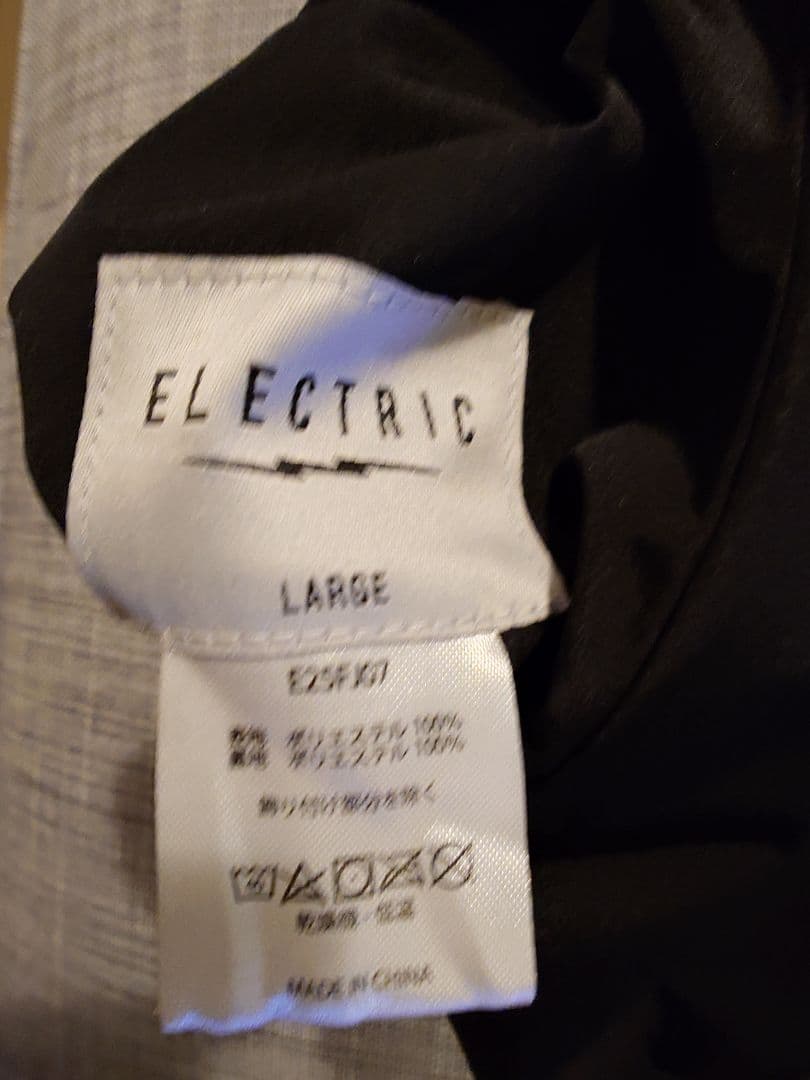 ELECTRIC
LARGE
E25FJ07
表地 ポリエステル 100%
裏地 ポリエステル 100%
飾り付け部分を除く
乾燥機・低温
MADE IN CHINA